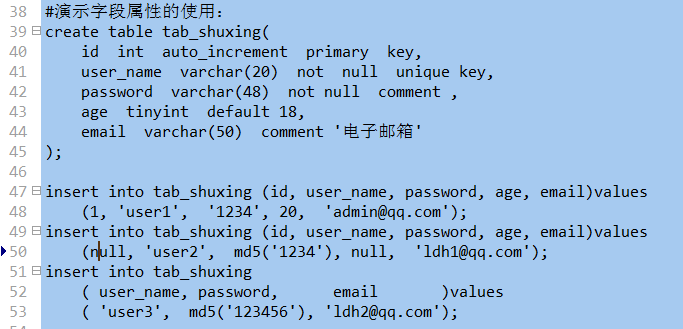 38 #演示字段属性的使用：
39 create table tab_shuxing(
40 id int auto_increment primary key,
41 user_name varchar(20) not null unique key,
42 password varchar(48) not null comment ,
43 age tinyint default 18,
44 email varchar(50) comment '电子邮箱'
45 );
46
47 insert into tab_shuxing (id, user_name, password, age, email)values
48 (1, 'user1', '1234', 20, 'admin@qq.com');
49 insert into tab_shuxing (id, user_name, password, age, email)values
50 (null, 'user2', md5('1234'), null, 'ldh1@qq.com');
51 insert into tab_shuxing
52 ( user_name, password, email )values
53 ( 'user3', md5('123456'), 'ldh2@qq.com');